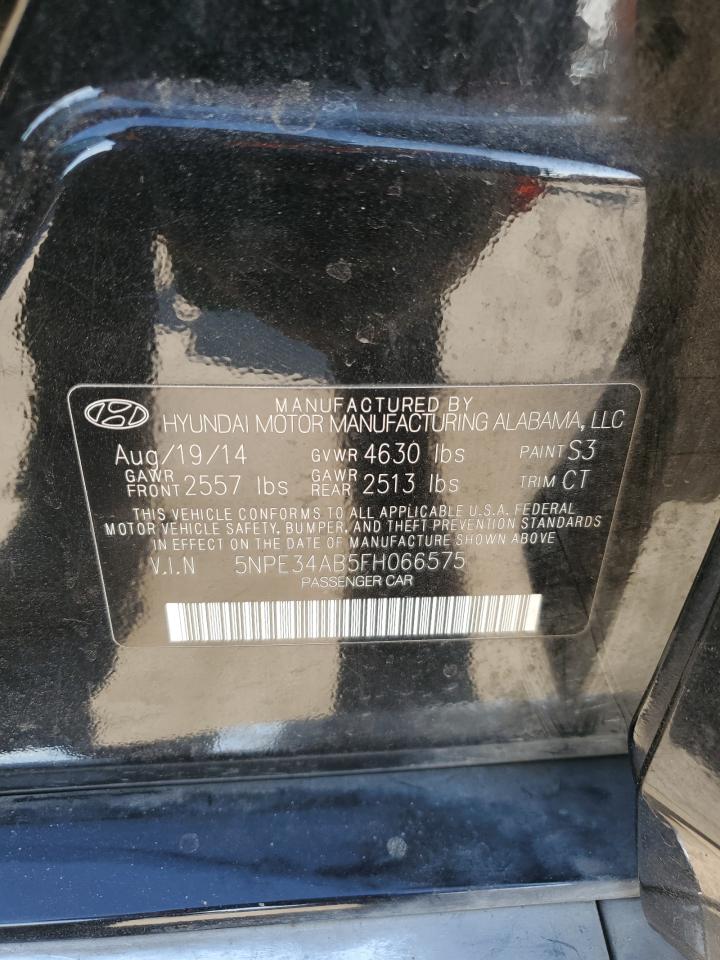 MANUFACTURED BY
HYUNDAI MOTOR MANUFACTURING ALABAMA, LLC
Aug/19/14 GVWR 4630 lbs PAINT S3
GAWR FRONT 2557 lbs GAWR REAR 2513 lbs TRIM CT
THIS VEHICLE CONFORMS TO ALL APPLICABLE U.S.A. FEDERAL
MOTOR VEHICLE SAFETY, BUMPER, AND THEFT PREVENTION STANDARDS
IN EFFECT ON THE DATE OF MANUFACTURE SHOWN ABOVE
V.I.N 5NPE34AB5FH066575
PASSENGER CAR